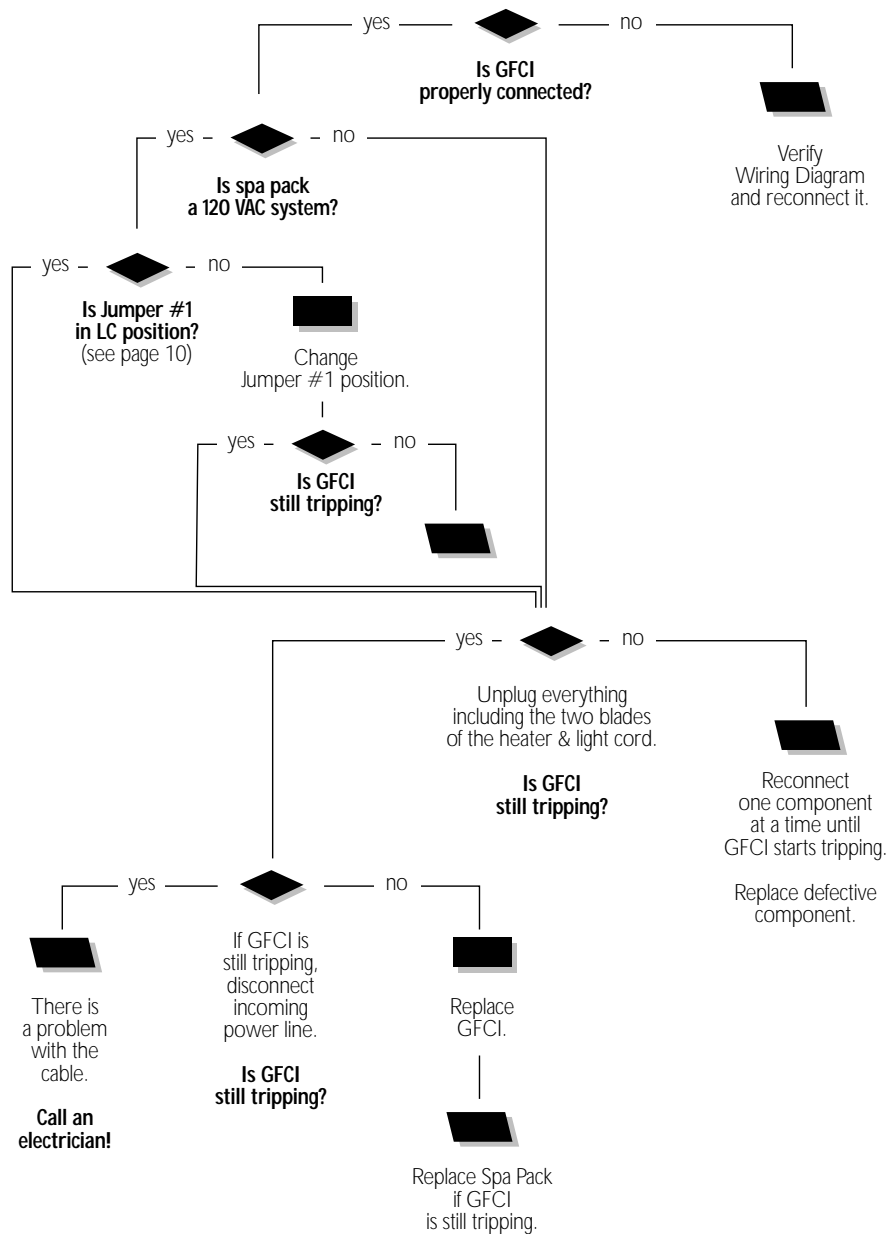 yes
no
Is GFCI
properly connected?
Verify
Wiring Diagram
and reconnect it.
yes
no
Is spa pack
a 120 VAC system?
yes
no
Is Jumper #1
in LC position?
(see page 10)
Change
Jumper #1 position.
yes
no
Is GFCI
still tripping?
yes
no
Unplug everything
including the two blades
of the heater & light cord.
Is GFCI
still tripping?
Reconnect
one component
at a time until
GFCI starts tripping.
Replace defective
component.
yes
no
There is
a problem
with the
cable.
Call an
electrician!
If GFCI is
still tripping,
disconnect
incoming
power line.
Is GFCI
still tripping?
Replace
GFCI.
Replace Spa Pack
if GFCI
is still tripping.